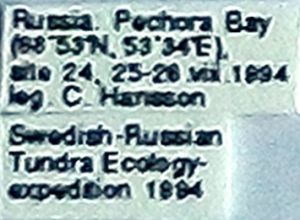 Russia, Pechora Bay
(68°53'N, 53°34'E),
site 24, 25-26.viii.1994
leg. C. Hansson
Swedish-Russian
Tundra Ecology-
expedition 1994